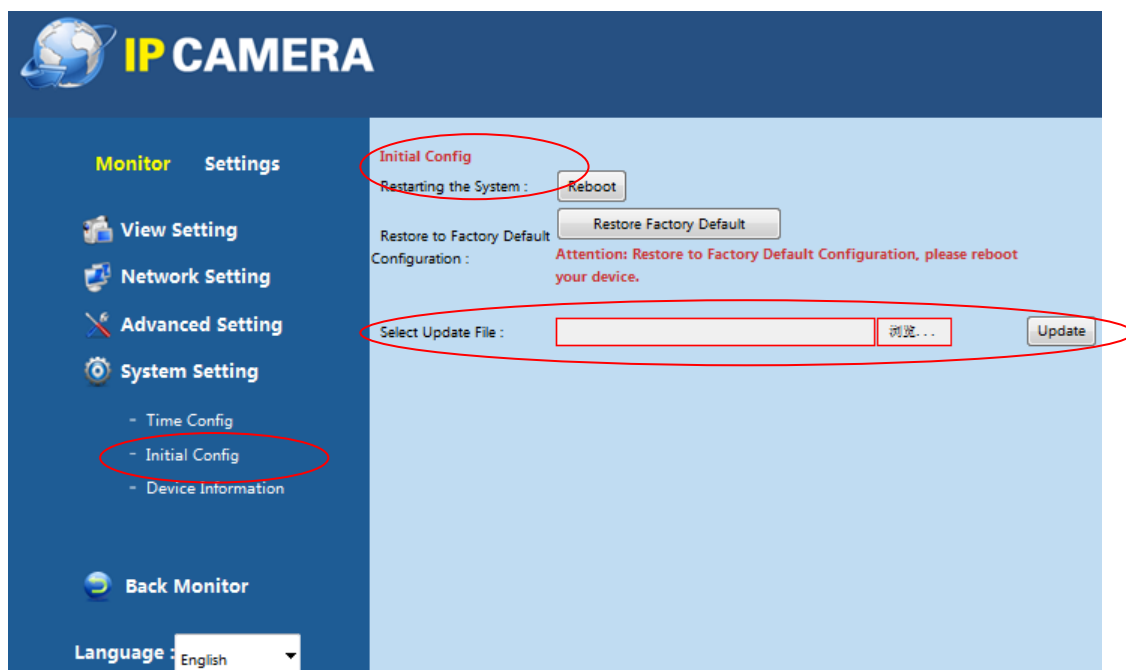 IP CAMERA
Monitor Settings
View Setting
Network Setting
Advanced Setting
System Setting
- Time Config
- Initial Config
- Device Information
Back Monitor
Language : English
Initial Config
Restarting the System : Reboot
Restore to Factory Default
Configuration :
Restore Factory Default
Attention: Restore to Factory Default Configuration, please reboot
your device.
Select Update File : 浏览... Update